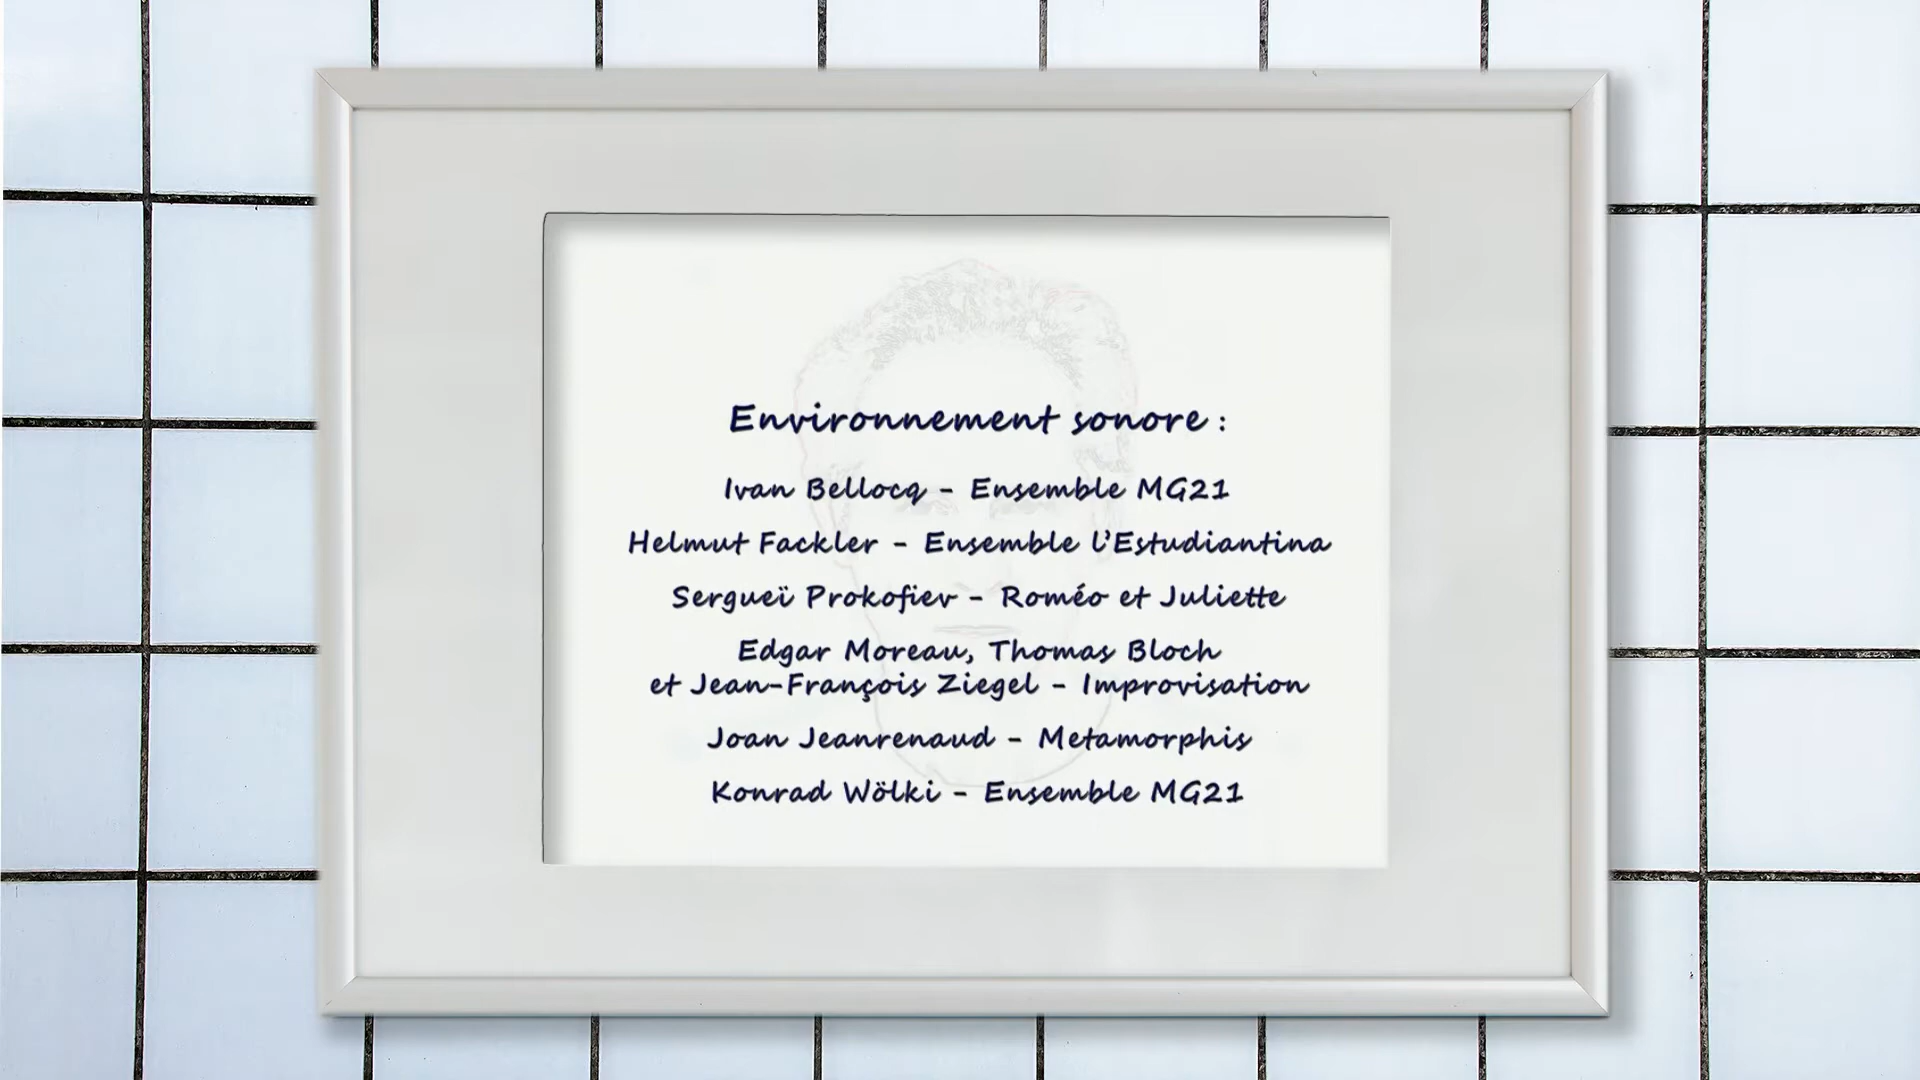 Environnement sonore :
Ivan Bellocq - Ensemble MG21
Helmut Fackler - Ensemble l'Estudiantina
Sergueï Prokofiev - Roméo et Juliette
Edgar Moreau, Thomas Bloch
et Jean-François Ziegel - Improvisation
Joan Jeanrenaud - Metamorphis
Konrad Wölki - Ensemble MG21